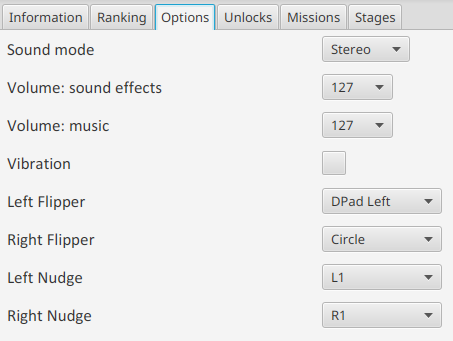 Information Ranking Options Unlocks Missions Stages
Sound mode Stereo
Volume: sound effects 127
Volume: music 127
Vibration
Left Flipper DPad Left
Right Flipper Circle
Left Nudge L1
Right Nudge R1